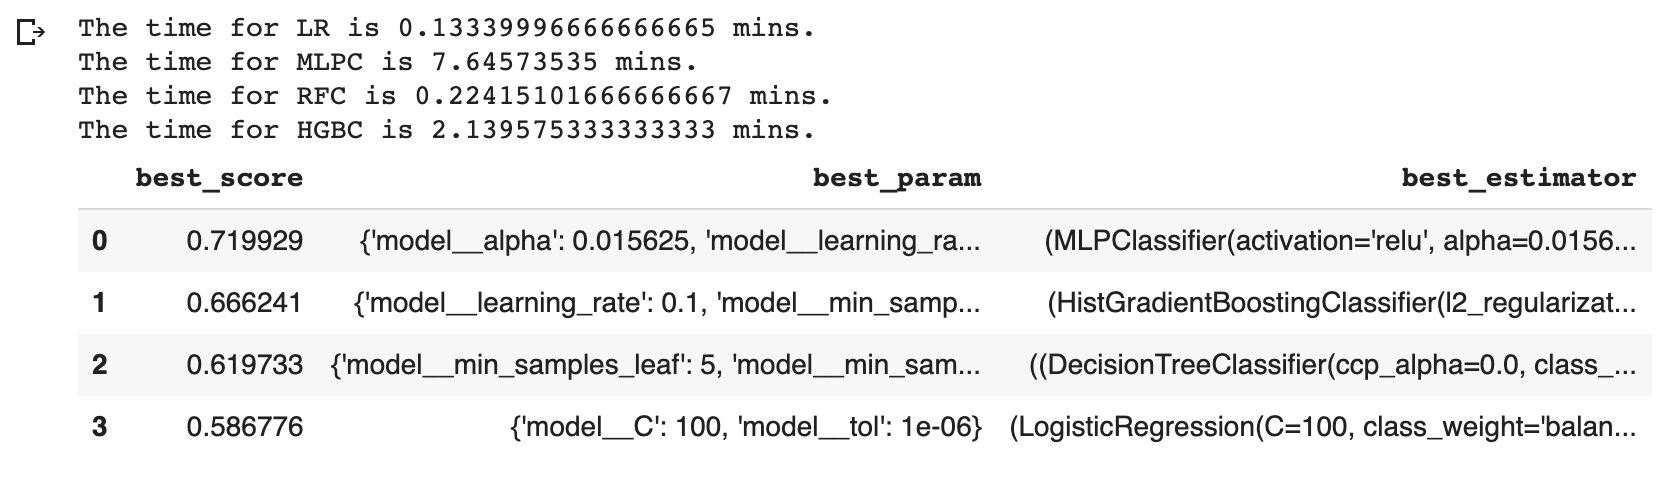 The time for LR is 0.13339996666666665 mins.
The time for MLPC is 7.64573535 mins.
The time for RFC is 0.22415101666666667 mins.
The time for HGBC is 2.139575333333333 mins.
best_score best_param best_estimator
0 0.719929 {'model__alpha': 0.015625, 'model__learning_ra... (MLPClassifier(activation='relu', alpha=0.0156...
1 0.666241 {'model__learning_rate': 0.1, 'model__min_samp... (HistGradientBoostingClassifier(l2_regularizat...
2 0.619733 {'model__min_samples_leaf': 5, 'model__min_sam... ((DecisionTreeClassifier(ccp_alpha=0.0, class_...
3 0.586776 {'model__C': 100, 'model__tol': 1e-06} (LogisticRegression(C=100, class_weight='balan...